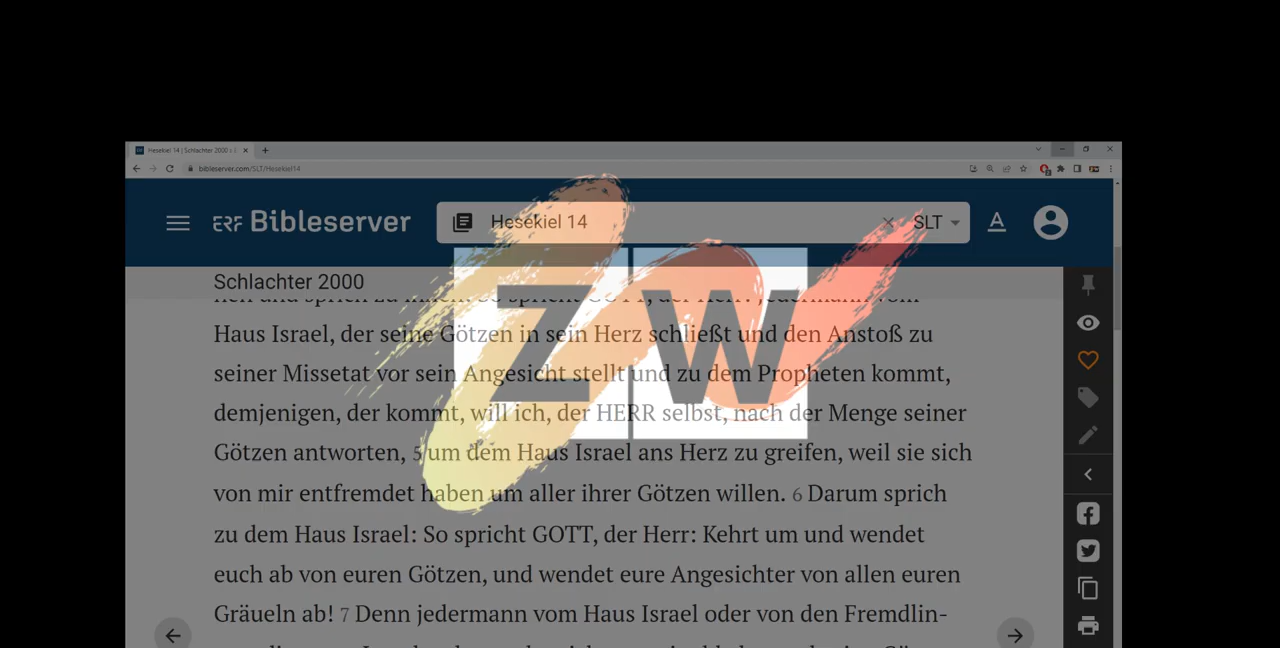 Hesekiel 14 | Schlachter 2000 :: 
bibleserver.com/SLT/Hesekiel14
ERF Bibleserver
Hesekiel 14
SLT
A
Schlachter 2000
Z W
Haus Israel, der seine Götzen in sein Herz schließt und den Anstoß zu
seiner Missetat vor sein Angesicht stellt und zu dem Propheten kommt,
demjenigen, der kommt, will ich, der HERR selbst, nach der Menge seiner
Götzen antworten, 5 um dem Haus Israel ans Herz zu greifen, weil sie sich
von mir entfremdet haben um aller ihrer Götzen willen. 6 Darum sprich
zu dem Haus Israel: So spricht GOTT, der Herr: Kehrt um und wendet
euch ab von euren Götzen, und wendet eure Angesichter von allen euren
Gräueln ab! 7 Denn jedermann vom Haus Israel oder von den Fremdlin-